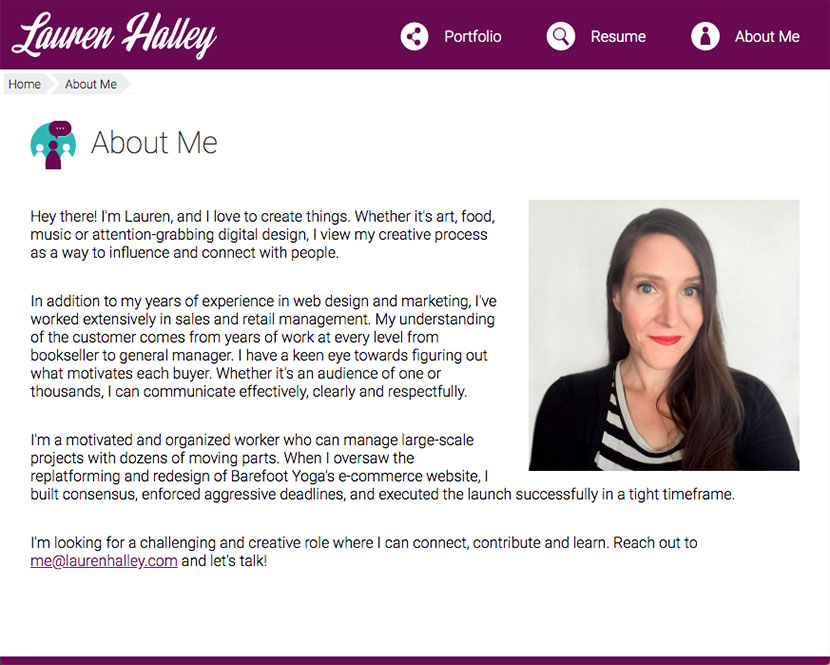 Lauren Halley
Portfolio
Resume
About Me
Home
About Me
About Me
Hey there! I'm Lauren, and I love to create things. Whether it's art, food,
music or attention-grabbing digital design, I view my creative process
as a way to influence and connect with people.
In addition to my years of experience in web design and marketing, I've
worked extensively in sales and retail management. My understanding
of the customer comes from years of work at every level from
bookseller to general manager. I have a keen eye towards figuring out
what motivates each buyer. Whether it's an audience of one or
thousands, I can communicate effectively, clearly and respectfully.
I'm a motivated and organized worker who can manage large-scale
projects with dozens of moving parts. When I oversaw the
replatforming and redesign of Barefoot Yoga's e-commerce website, I
built consensus, enforced aggressive deadlines, and executed the launch successfully in a tight timeframe.
I'm looking for a challenging and creative role where I can connect, contribute and learn. Reach out to
me@laurenhalley.com and let's talk!